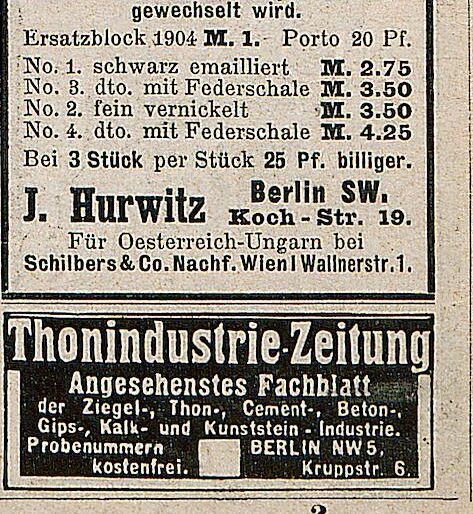 gewechselt wird.
Ersatzblock 1904 M. 1. Porto 20 Pf.
No. 1. schwarz emailliert M. 2.75
No. 3. dto. mit Federschale M. 3.50
No. 2. fein vernickelt M. 3.50
No. 4. dto. mit Federschale M. 4.25
Bei 3 Stück per Stück 25 Pf. billiger.
J. Hurwitz Berlin SW.
Koch-Str. 19.
Für Oesterreich-Ungarn bei
Schilbers & Co. Nachf. Wien I Wallnerstr. 1.
Thonindustrie-Zeitung
Angesehenstes Fachblatt
der Ziegel-, Thon-, Cement-, Beton-,
Gips-, Kalk- und Kunststein-Industrie.
Probenummern BERLIN NW 5,
kostenfrei. Kruppstr. 6.